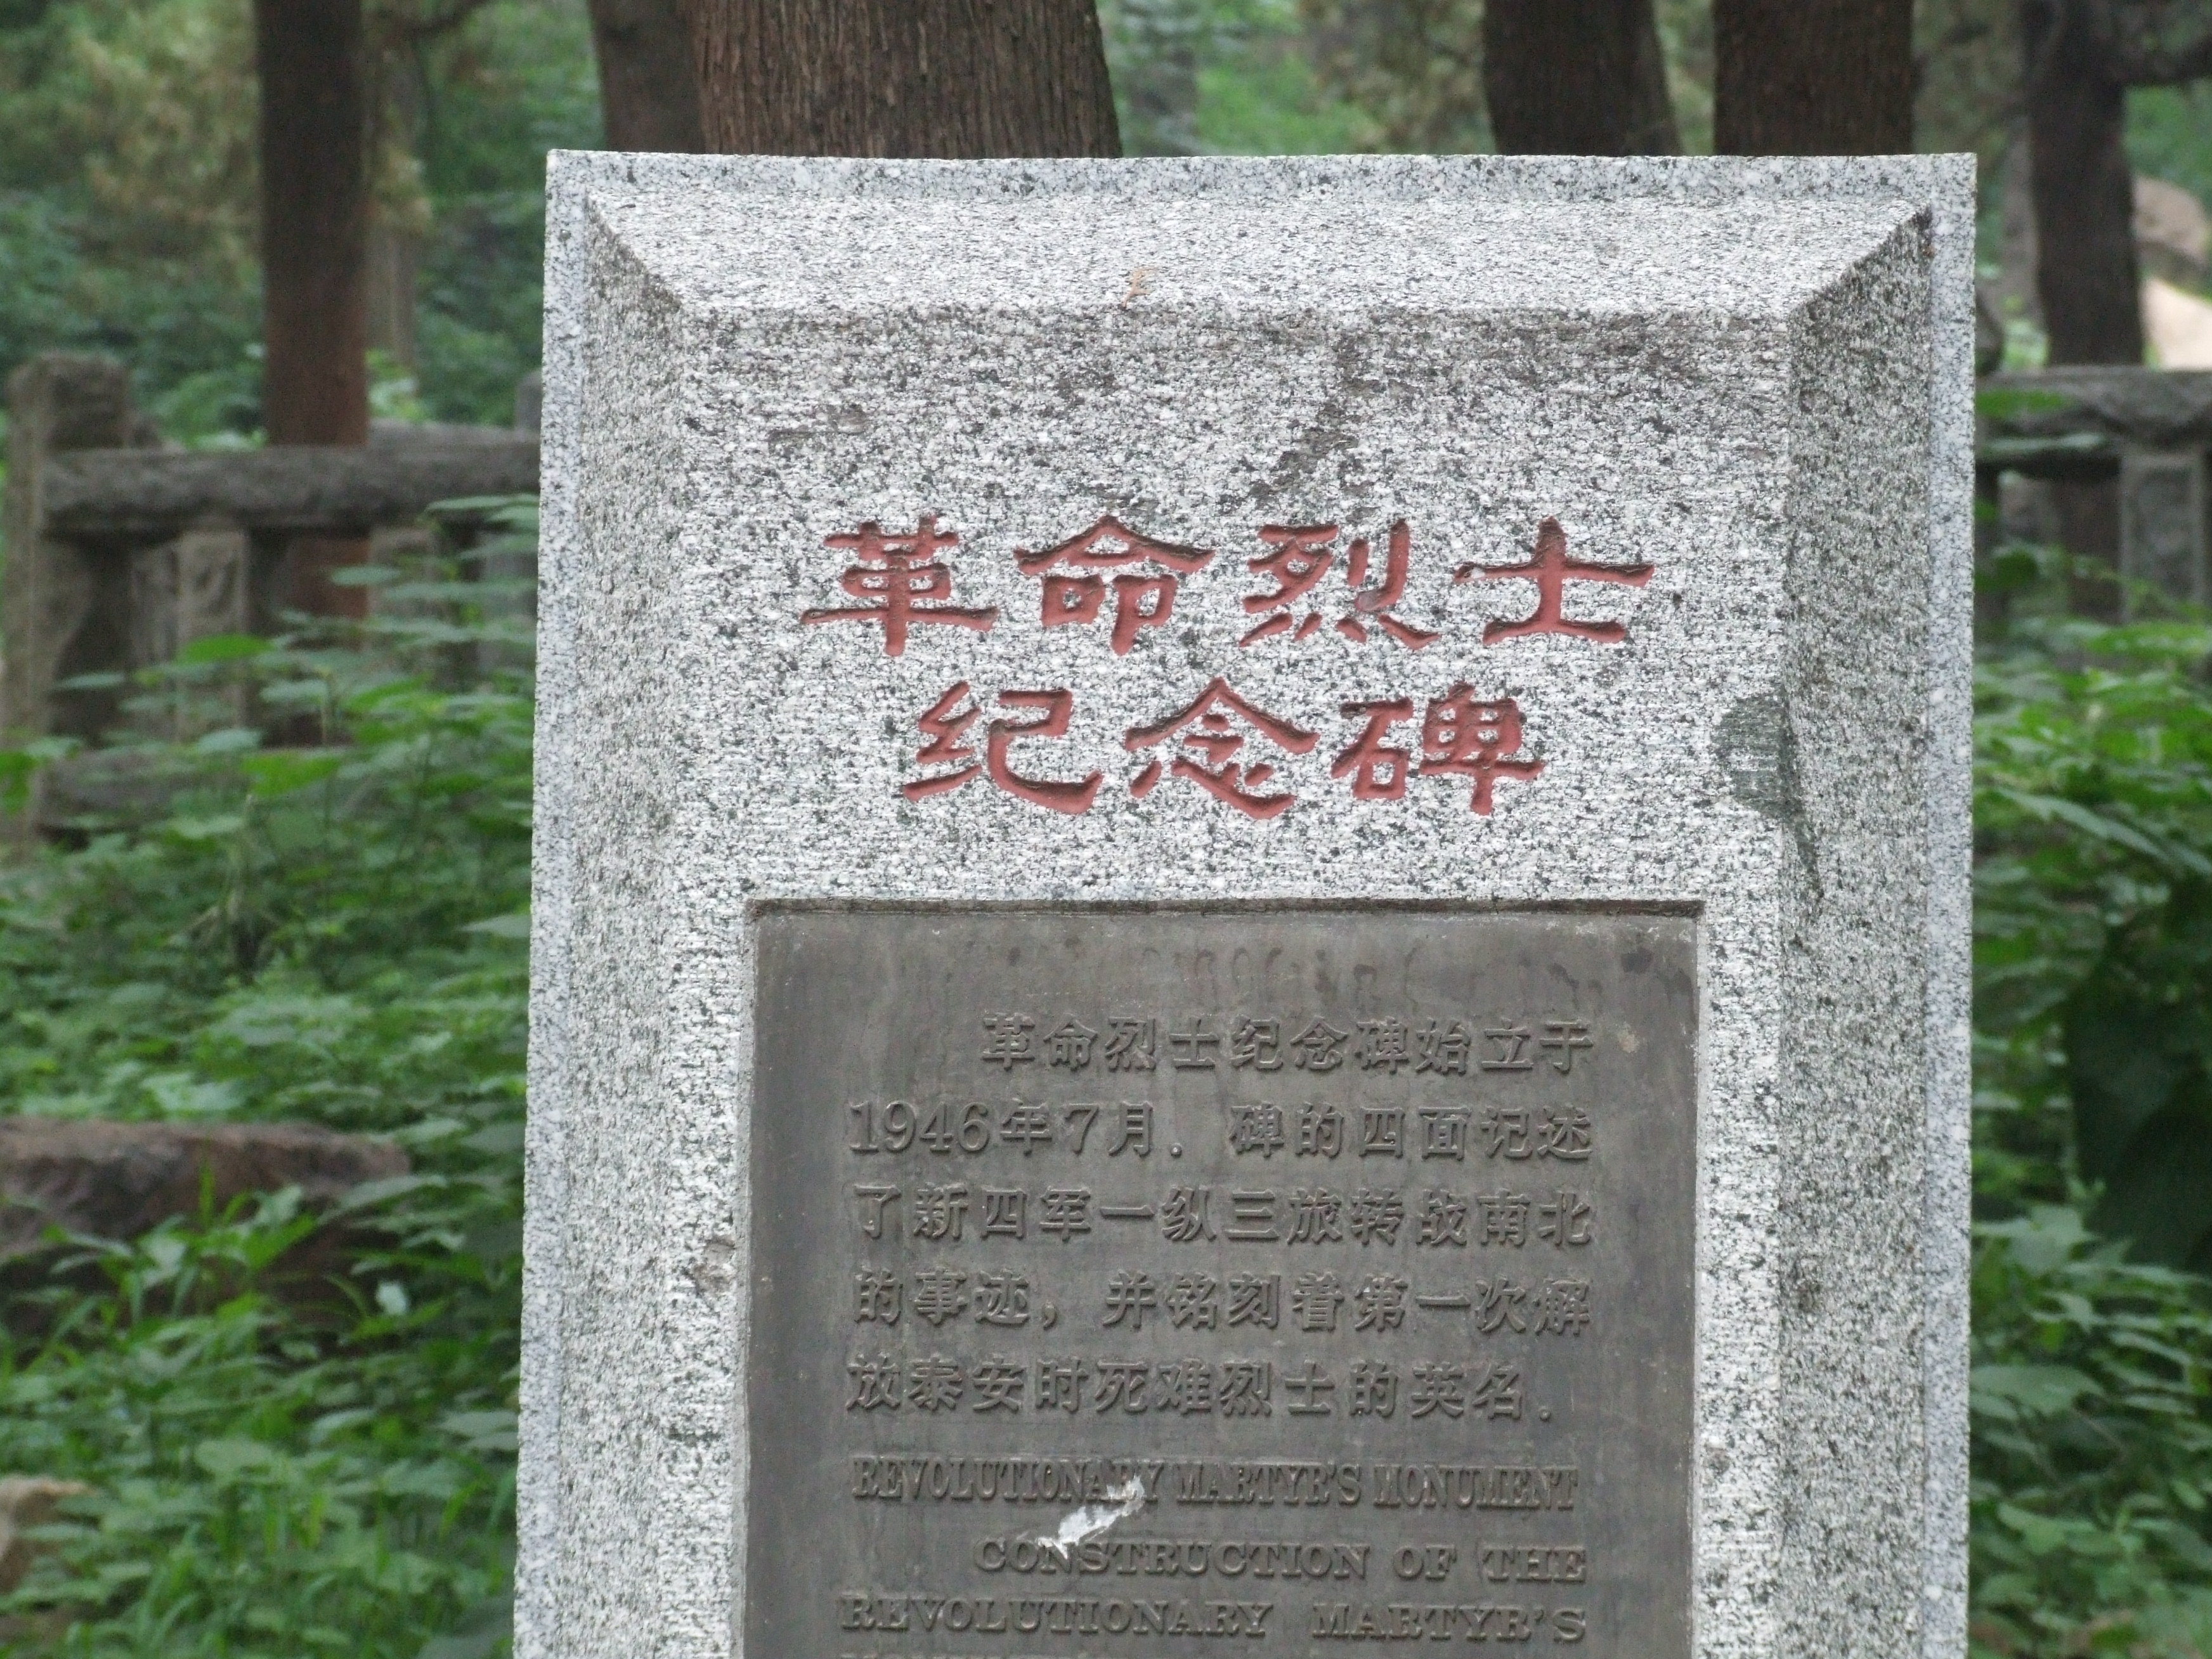 革命烈士
纪念碑
革命烈士纪念碑始立于
1946年7月．碑的四面记述
了新四军一纵三旅转战南北
的事迹，并铭刻着第一次解
放泰安时死难烈士的英名．
REVOLUTIONARY MARTYR'S MONUMENT
CONSTRUCTION OF THE
REVOLUTIONARY MARTYR'S